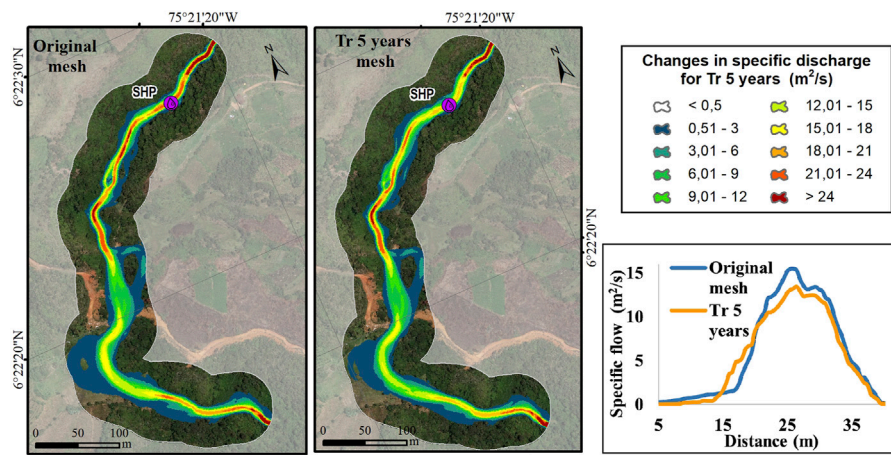 75°21'20"W
75°21'20"W
Original
mesh
N
6°22'30"N
SHP
6°22'20"N
0 50 100
m
Tr 5 years
mesh
N
SHP
6°22'20"N
0 50 100
m
Changes in specific discharge
for Tr 5 years (m²/s)
< 0,5
0,51 - 3
3,01 - 6
6,01 - 9
9,01 - 12
12,01 - 15
15,01 - 18
18,01 - 21
21,01 - 24
> 24
Specific flow (m²/s)
15
10
5
0
Original
mesh
Tr 5
years
5 15 25 35
Distance (m)